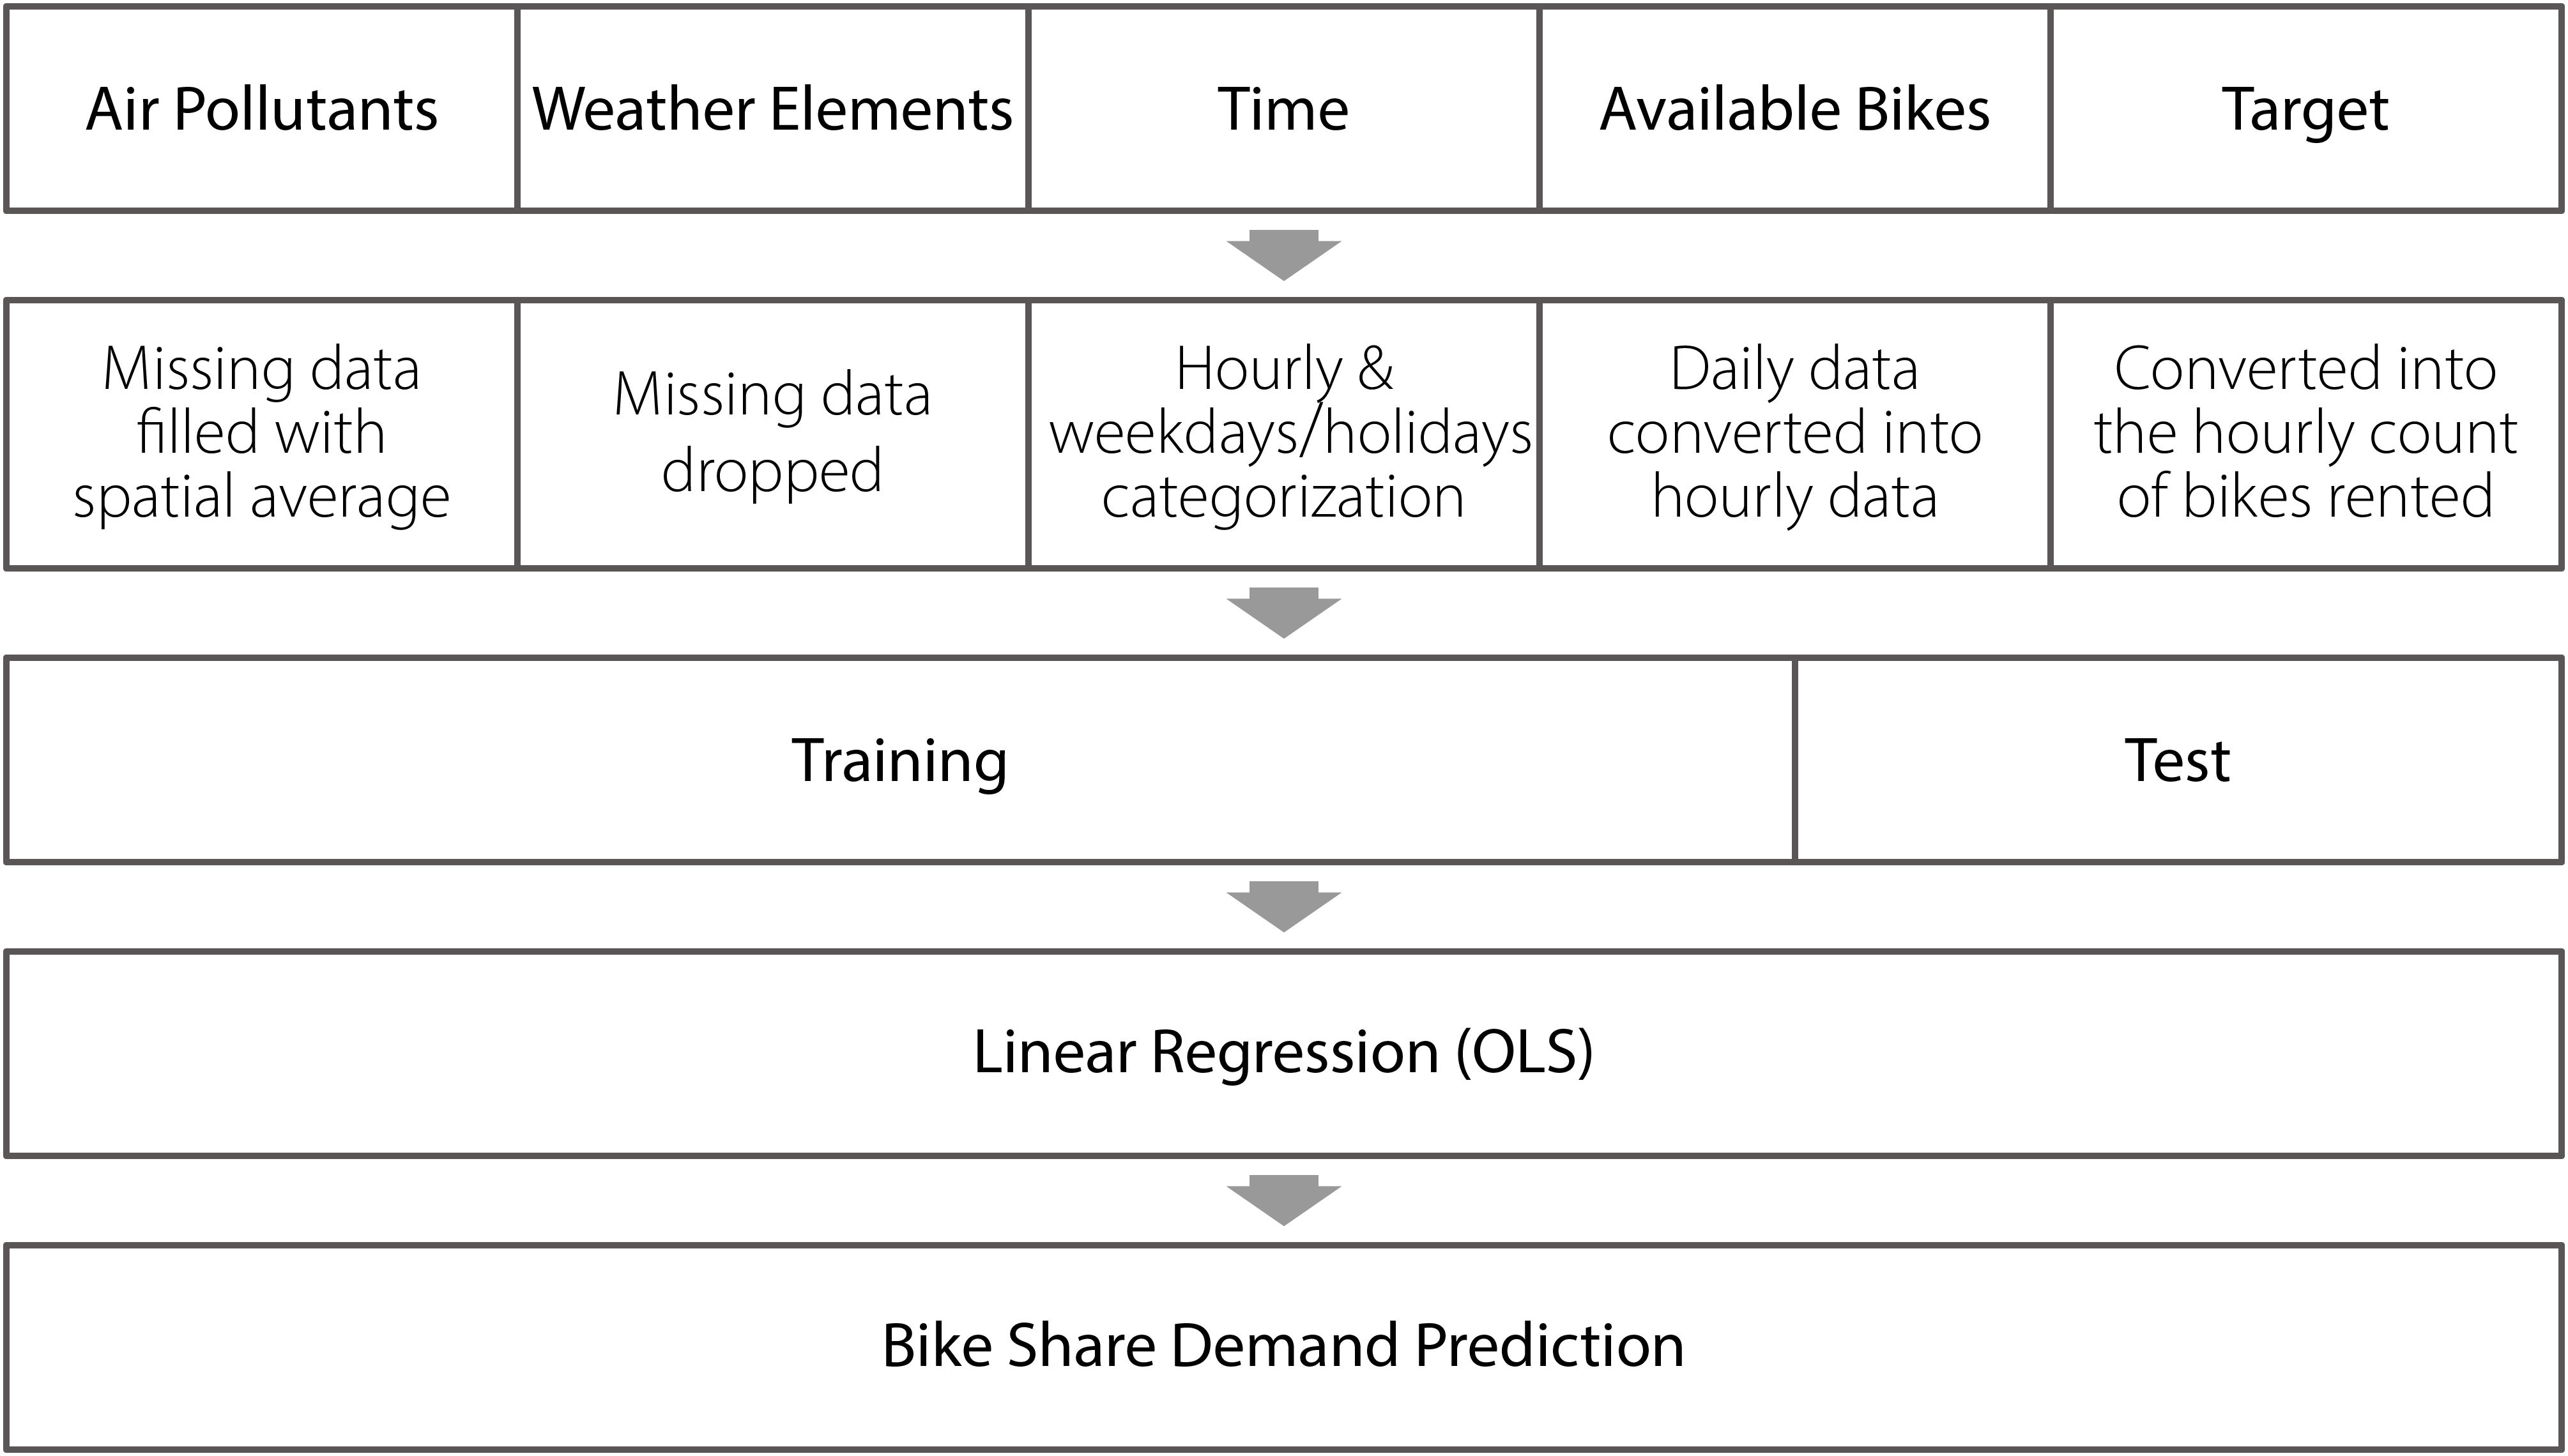 Air Pollutants
Weather Elements
Time
Available Bikes
Target
Missing data
filled with
spatial average
Missing data
dropped
Hourly &
weekdays/holidays
categorization
Daily data
converted into
hourly data
Converted into
the hourly count
of bikes rented
Training
Test
Linear Regression (OLS)
Bike Share Demand Prediction